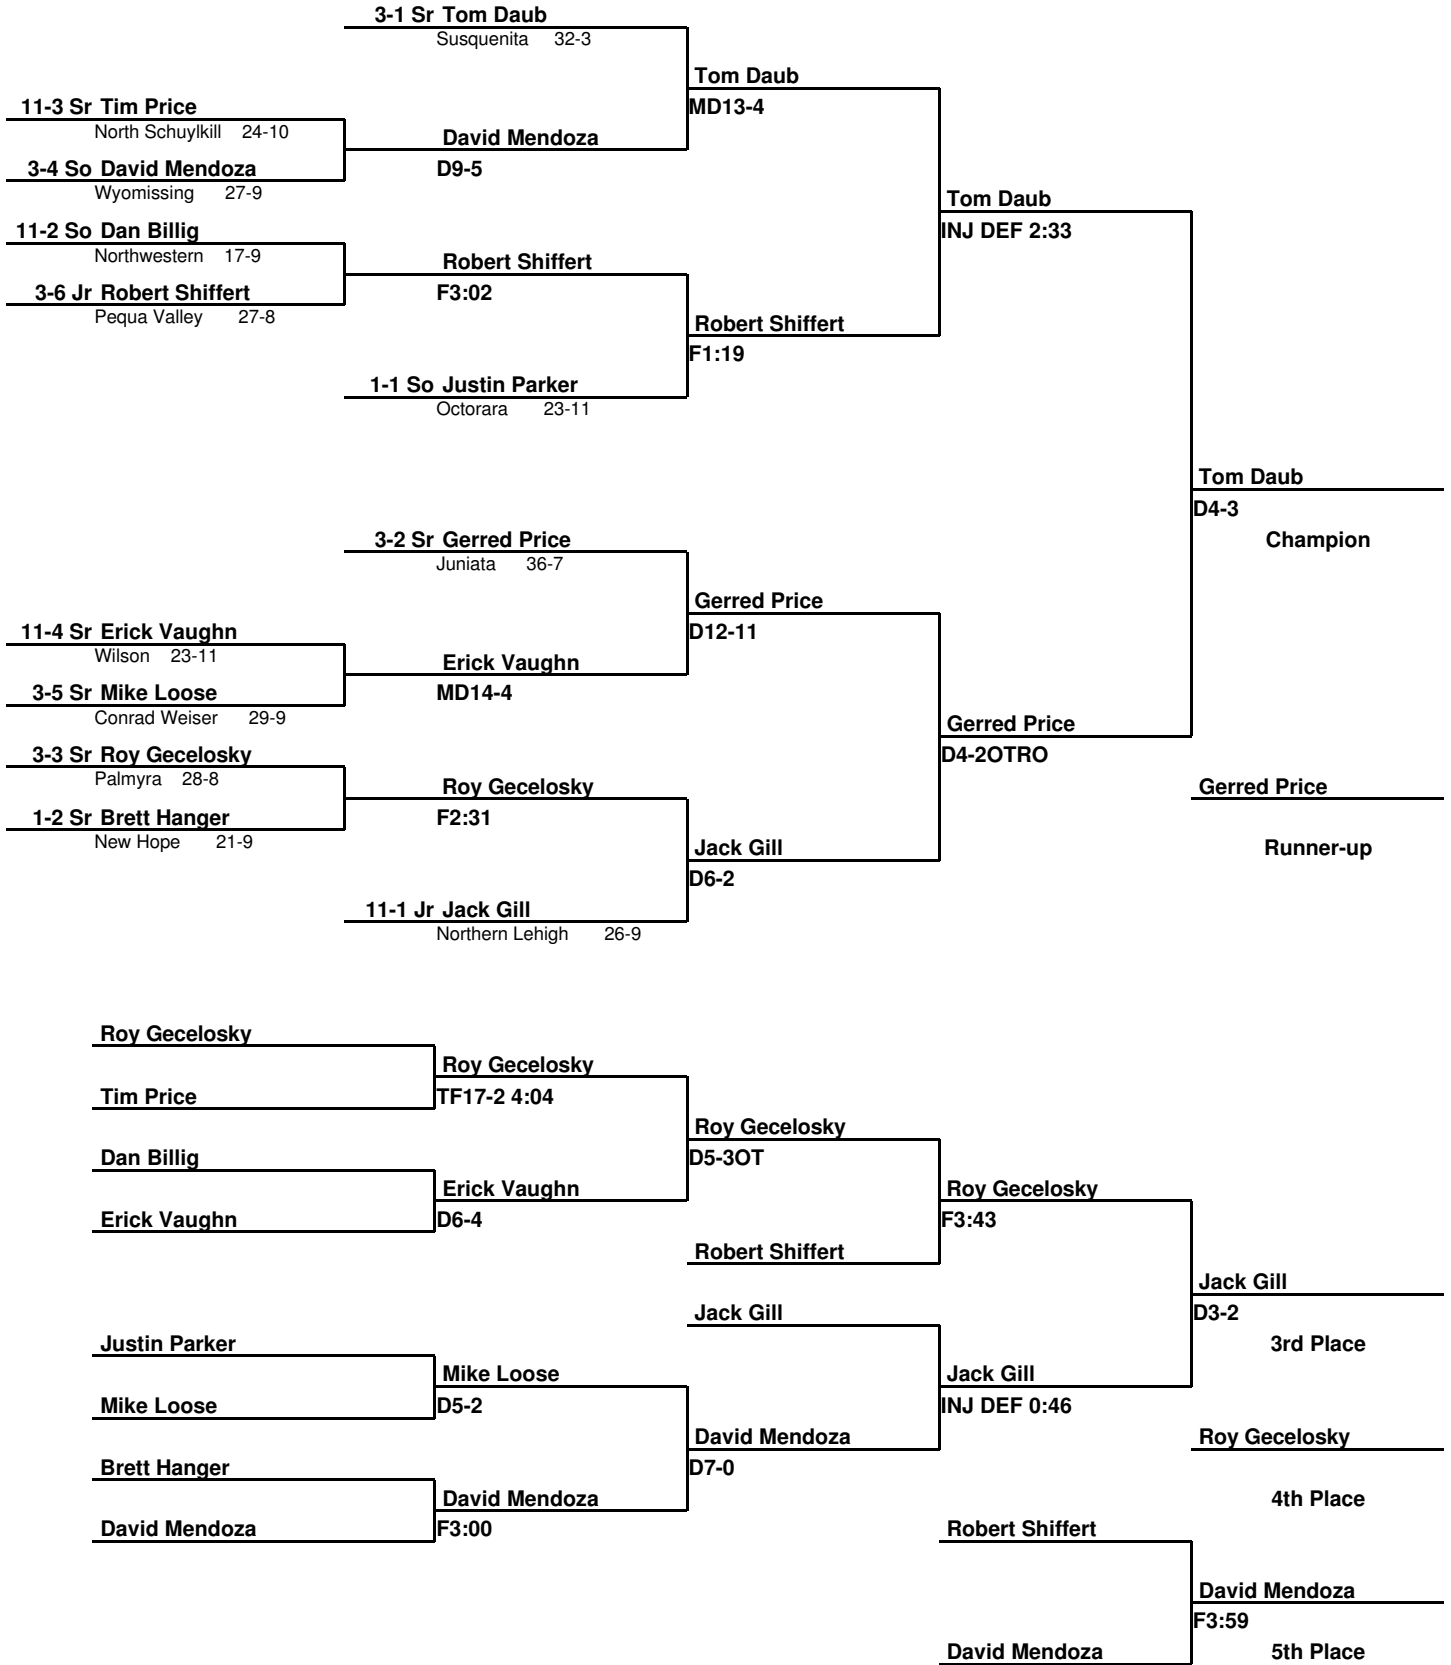 3-1 Sr Tom Daub
Susquenita 32-3
Tom Daub
11-3 Sr Tim Price
MD13-4
North Schuylkill 24-10
David Mendoza
3-4 So David Mendoza
D9-5
Wyomissing 27-9
Tom Daub
11-2 So Dan Billig
INJ DEF 2:33
Northwestern 17-9
Robert Shiffert
3-6 Jr Robert Shiffert
F3:02
Pequa Valley 27-8
Robert Shiffert
F1:19
1-1 So Justin Parker
Octorara 23-11
Tom Daub
D4-3
Champion
3-2 Sr Gerred Price
Juniata 36-7
Gerred Price
11-4 Sr Erick Vaughn
D12-11
Wilson 23-11
Erick Vaughn
3-5 Sr Mike Loose
MD14-4
Conrad Weiser 29-9
Gerred Price
3-3 Sr Roy Gecelosky
D4-2OTRO
Palmyra 28-8
Roy Gecelosky
Gerred Price
1-2 Sr Brett Hanger
F2:31
New Hope 21-9
Jack Gill
Runner-up
D6-2
11-1 Jr Jack Gill
Northern Lehigh 26-9
Roy Gecelosky
Roy Gecelosky
Tim Price
TF17-2 4:04
Roy Gecelosky
Dan Billig
D5-3OT
Erick Vaughn
Roy Gecelosky
Erick Vaughn
D6-4
F3:43
Robert Shiffert
Jack Gill
Jack Gill
D3-2
Justin Parker
3rd Place
Mike Loose
Jack Gill
Mike Loose
D5-2
INJ DEF 0:46
David Mendoza
Roy Gecelosky
Brett Hanger
D7-0
David Mendoza
4th Place
David Mendoza
F3:00
Robert Shiffert
David Mendoza
F3:59
David Mendoza
5th Place